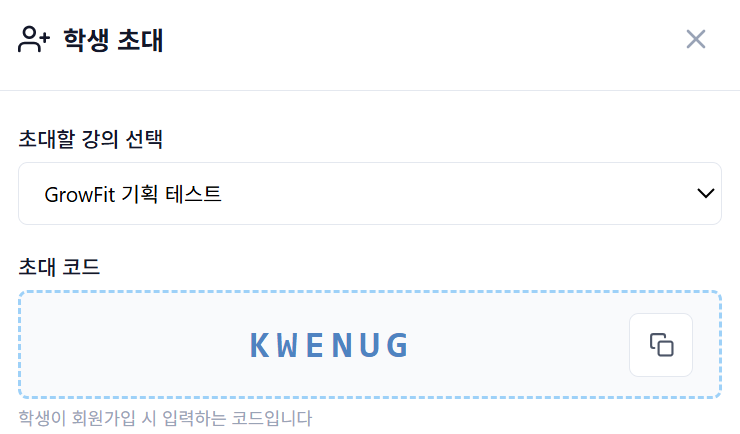 학생 초대
초대할 강의 선택
GrowFit 기획 테스트
초대 코드
KWENUG
학생이 회원가입 시 입력하는 코드입니다